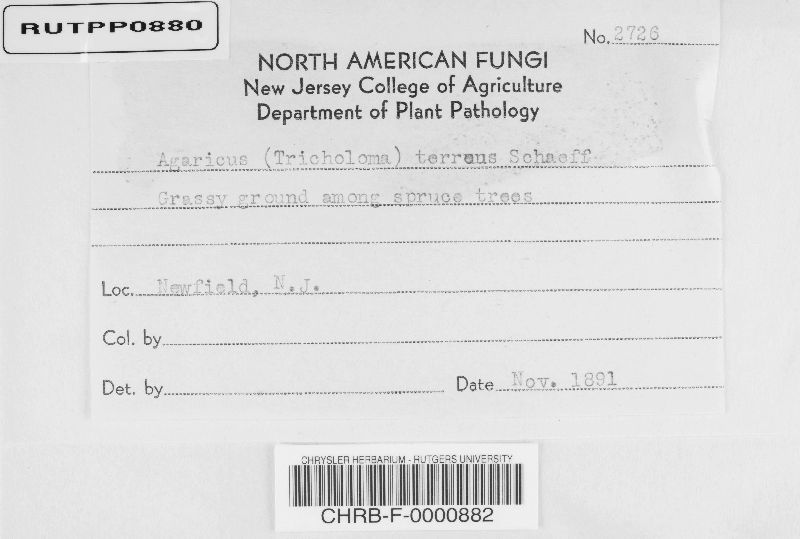 RUTPP0880
No. 2726
NORTH AMERICAN FUNGI
New Jersey College of Agriculture
Department of Plant Pathology
Agaricus (Tricholoma) terreus Schaeff
Grassy ground among spruce trees
Loc. Newfield, N.J.
Col. by
Det. by Date Nov. 1891
CHRYSLER HERBARIUM - RUTGERS UNIVERSITY
CHRB-F-0000882